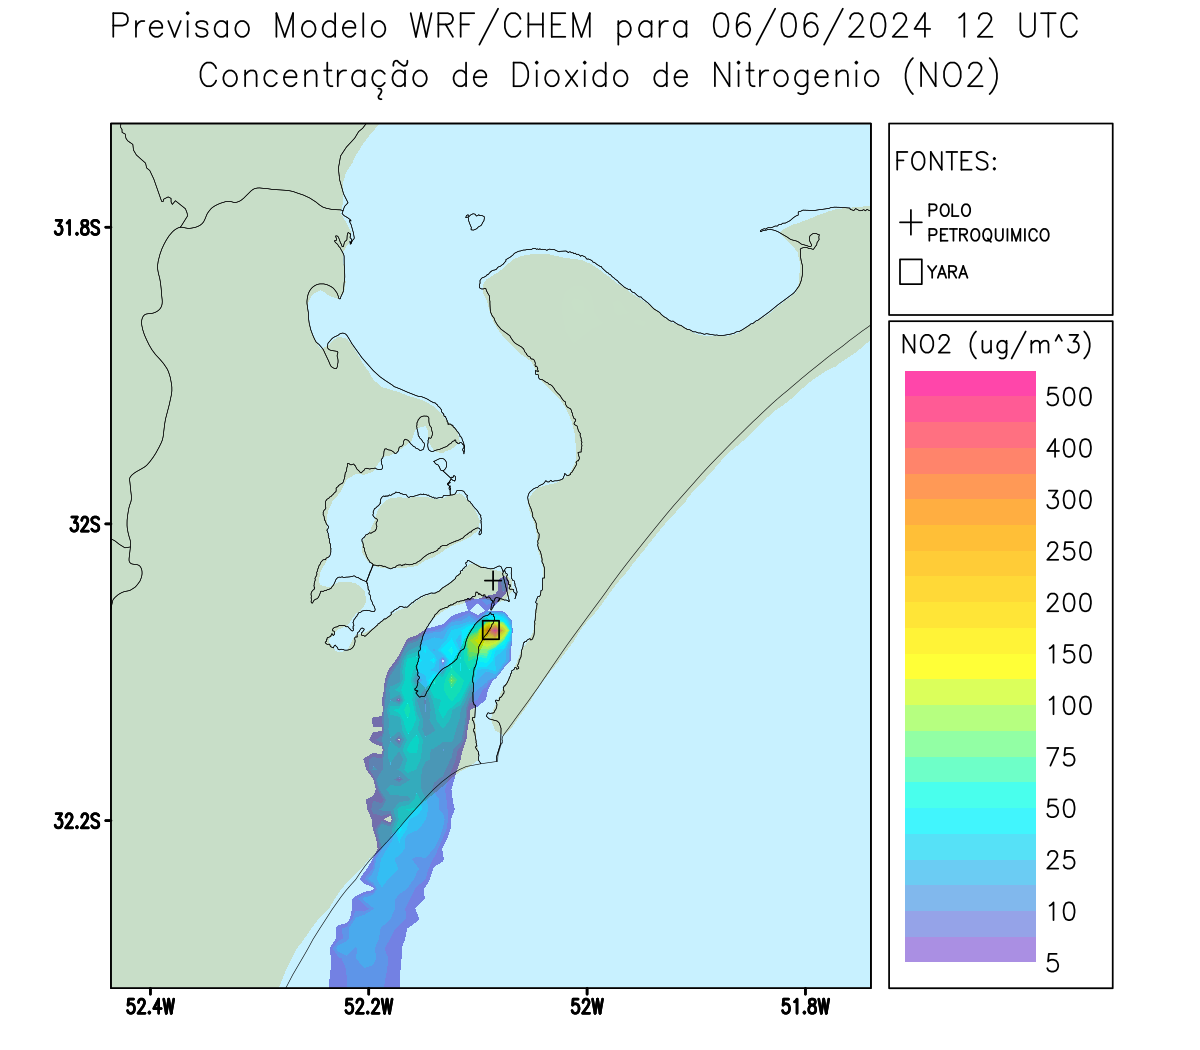 Previsao Modelo WRF/CHEM para 06/06/2024 12 UTC
Concentração de Dioxido de Nitrogenio (NO2)
FONTES:
POLO
PETROQUIMICO
YARA
NO2 (ug/m^3)
500
400
300
250
200
150
100
75
50
25
10
5
31.8S
32S
32.2S
52.4W
52.2W
52W
51.8W